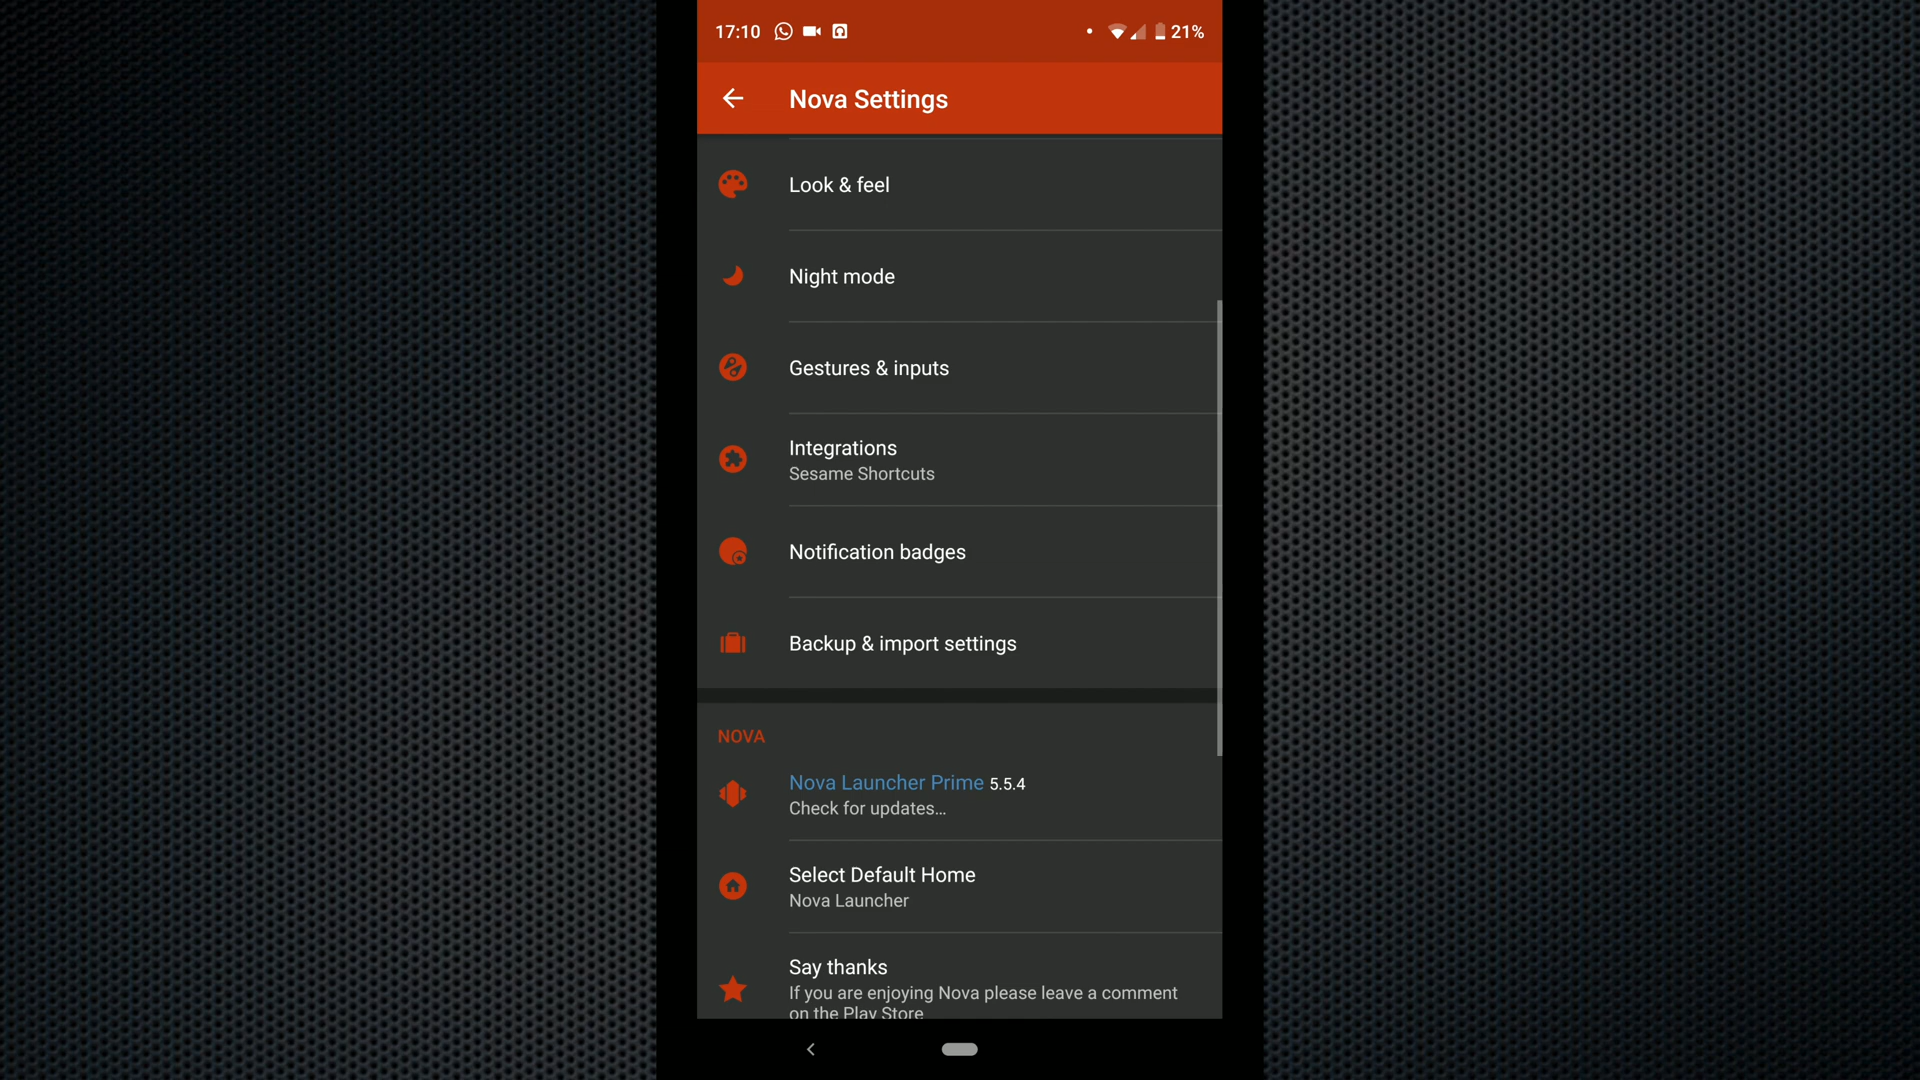 17:10
21%
Nova Settings
Look & feel
Night mode
Gestures & inputs
Integrations
Sesame Shortcuts
Notification badges
Backup & import settings
NOVA
Nova Launcher Prime 5.5.4
Check for updates...
Select Default Home
Nova Launcher
Say thanks
If you are enjoying Nova please leave a comment
on the Play Store